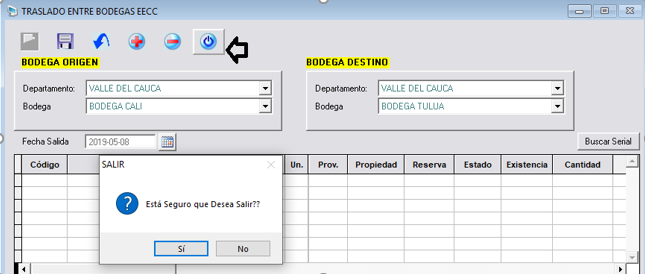 TRASLADO ENTRE BODEGAS EECC
BODEGA ORIGEN
BODEGA DESTINO
Departamento: VALLE DEL CAUCA
Departamento: VALLE DEL CAUCA
Bodega BODEGA CALI
Bodega BODEGA TULUA
Fecha Salida 2019-05-08
Buscar Serial
Código Un. Prov. Propiedad Reserva Estado Existencia Cantidad
SALIR
Está Seguro que Desea Salir??
Sí No